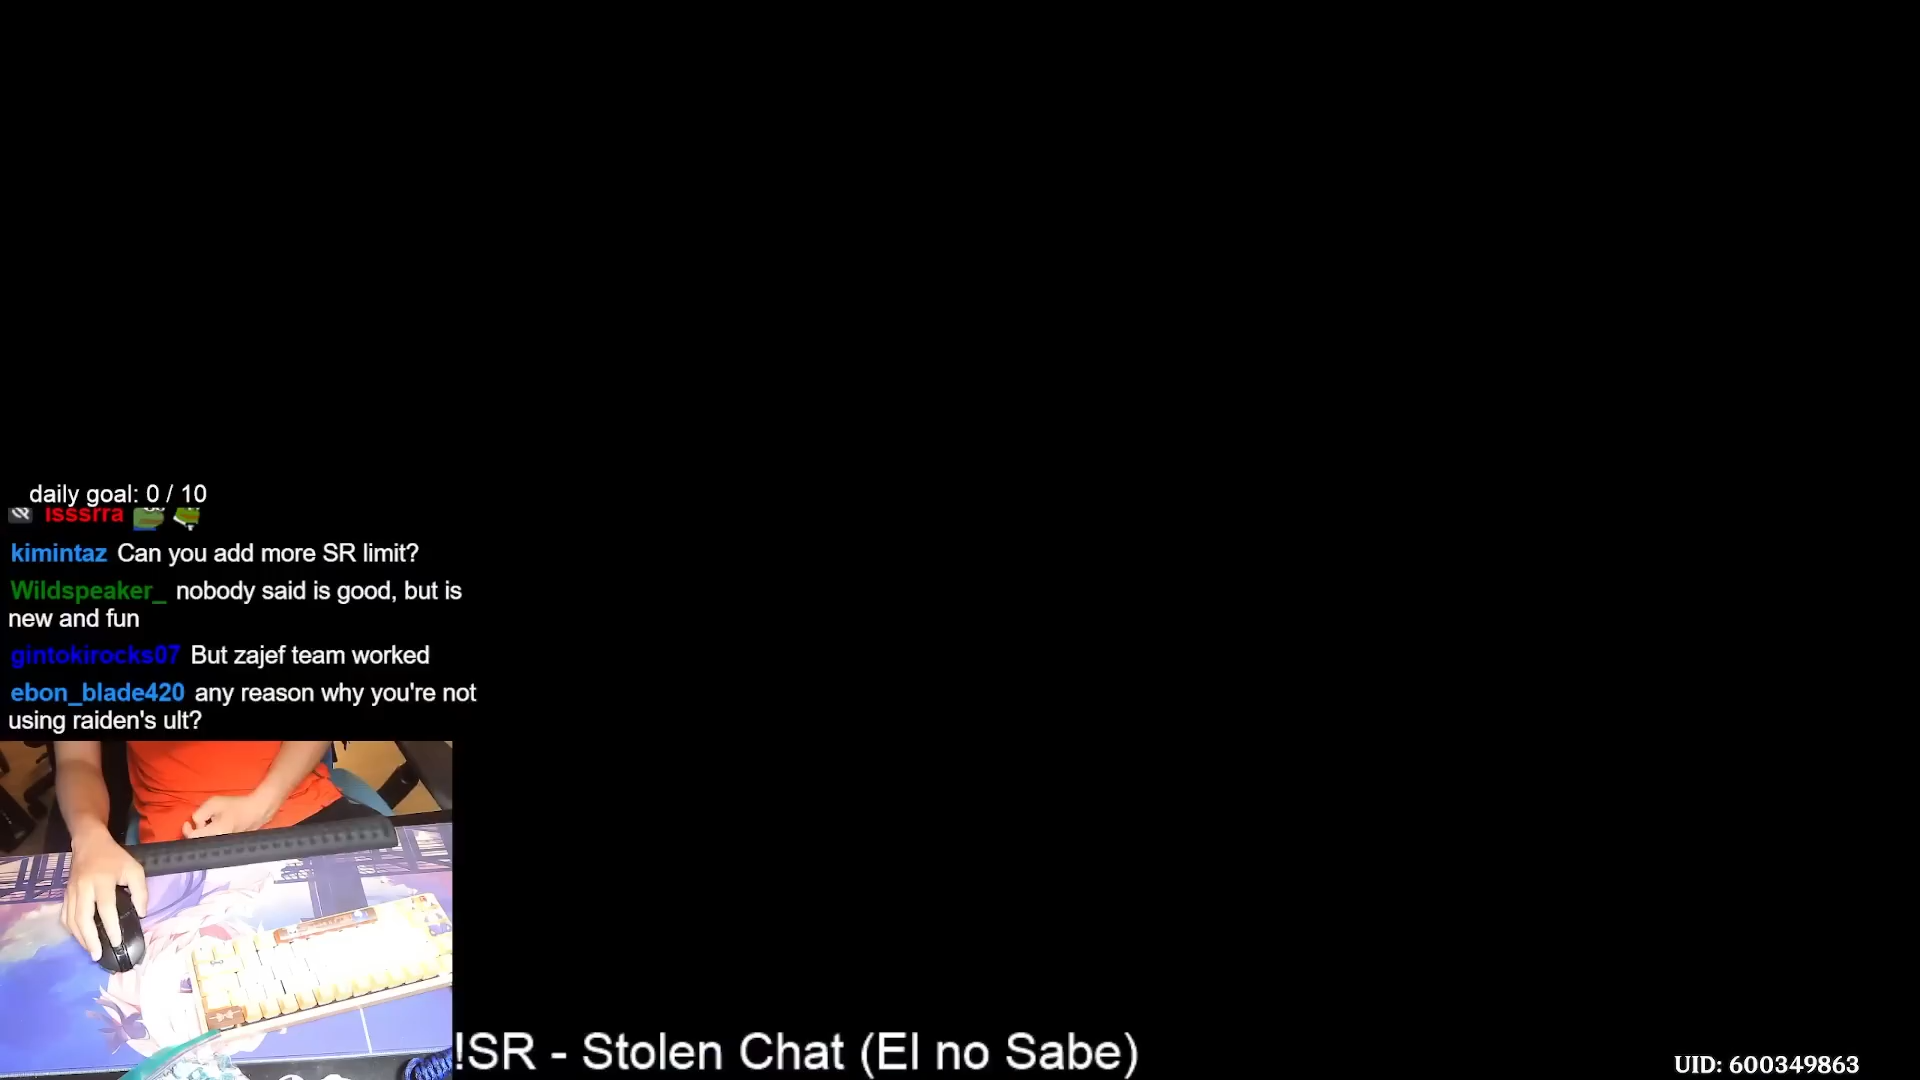 daily goal: 0 / 10
isssrra
kimintaz Can you add more SR limit?
Wildspeaker_ nobody said is good, but is
new and fun
gintokirocks07 But zajef team worked
ebon_blade420 any reason why you're not
using raiden's ult?
!SR - Stolen Chat (El no Sabe)
UID: 600349863